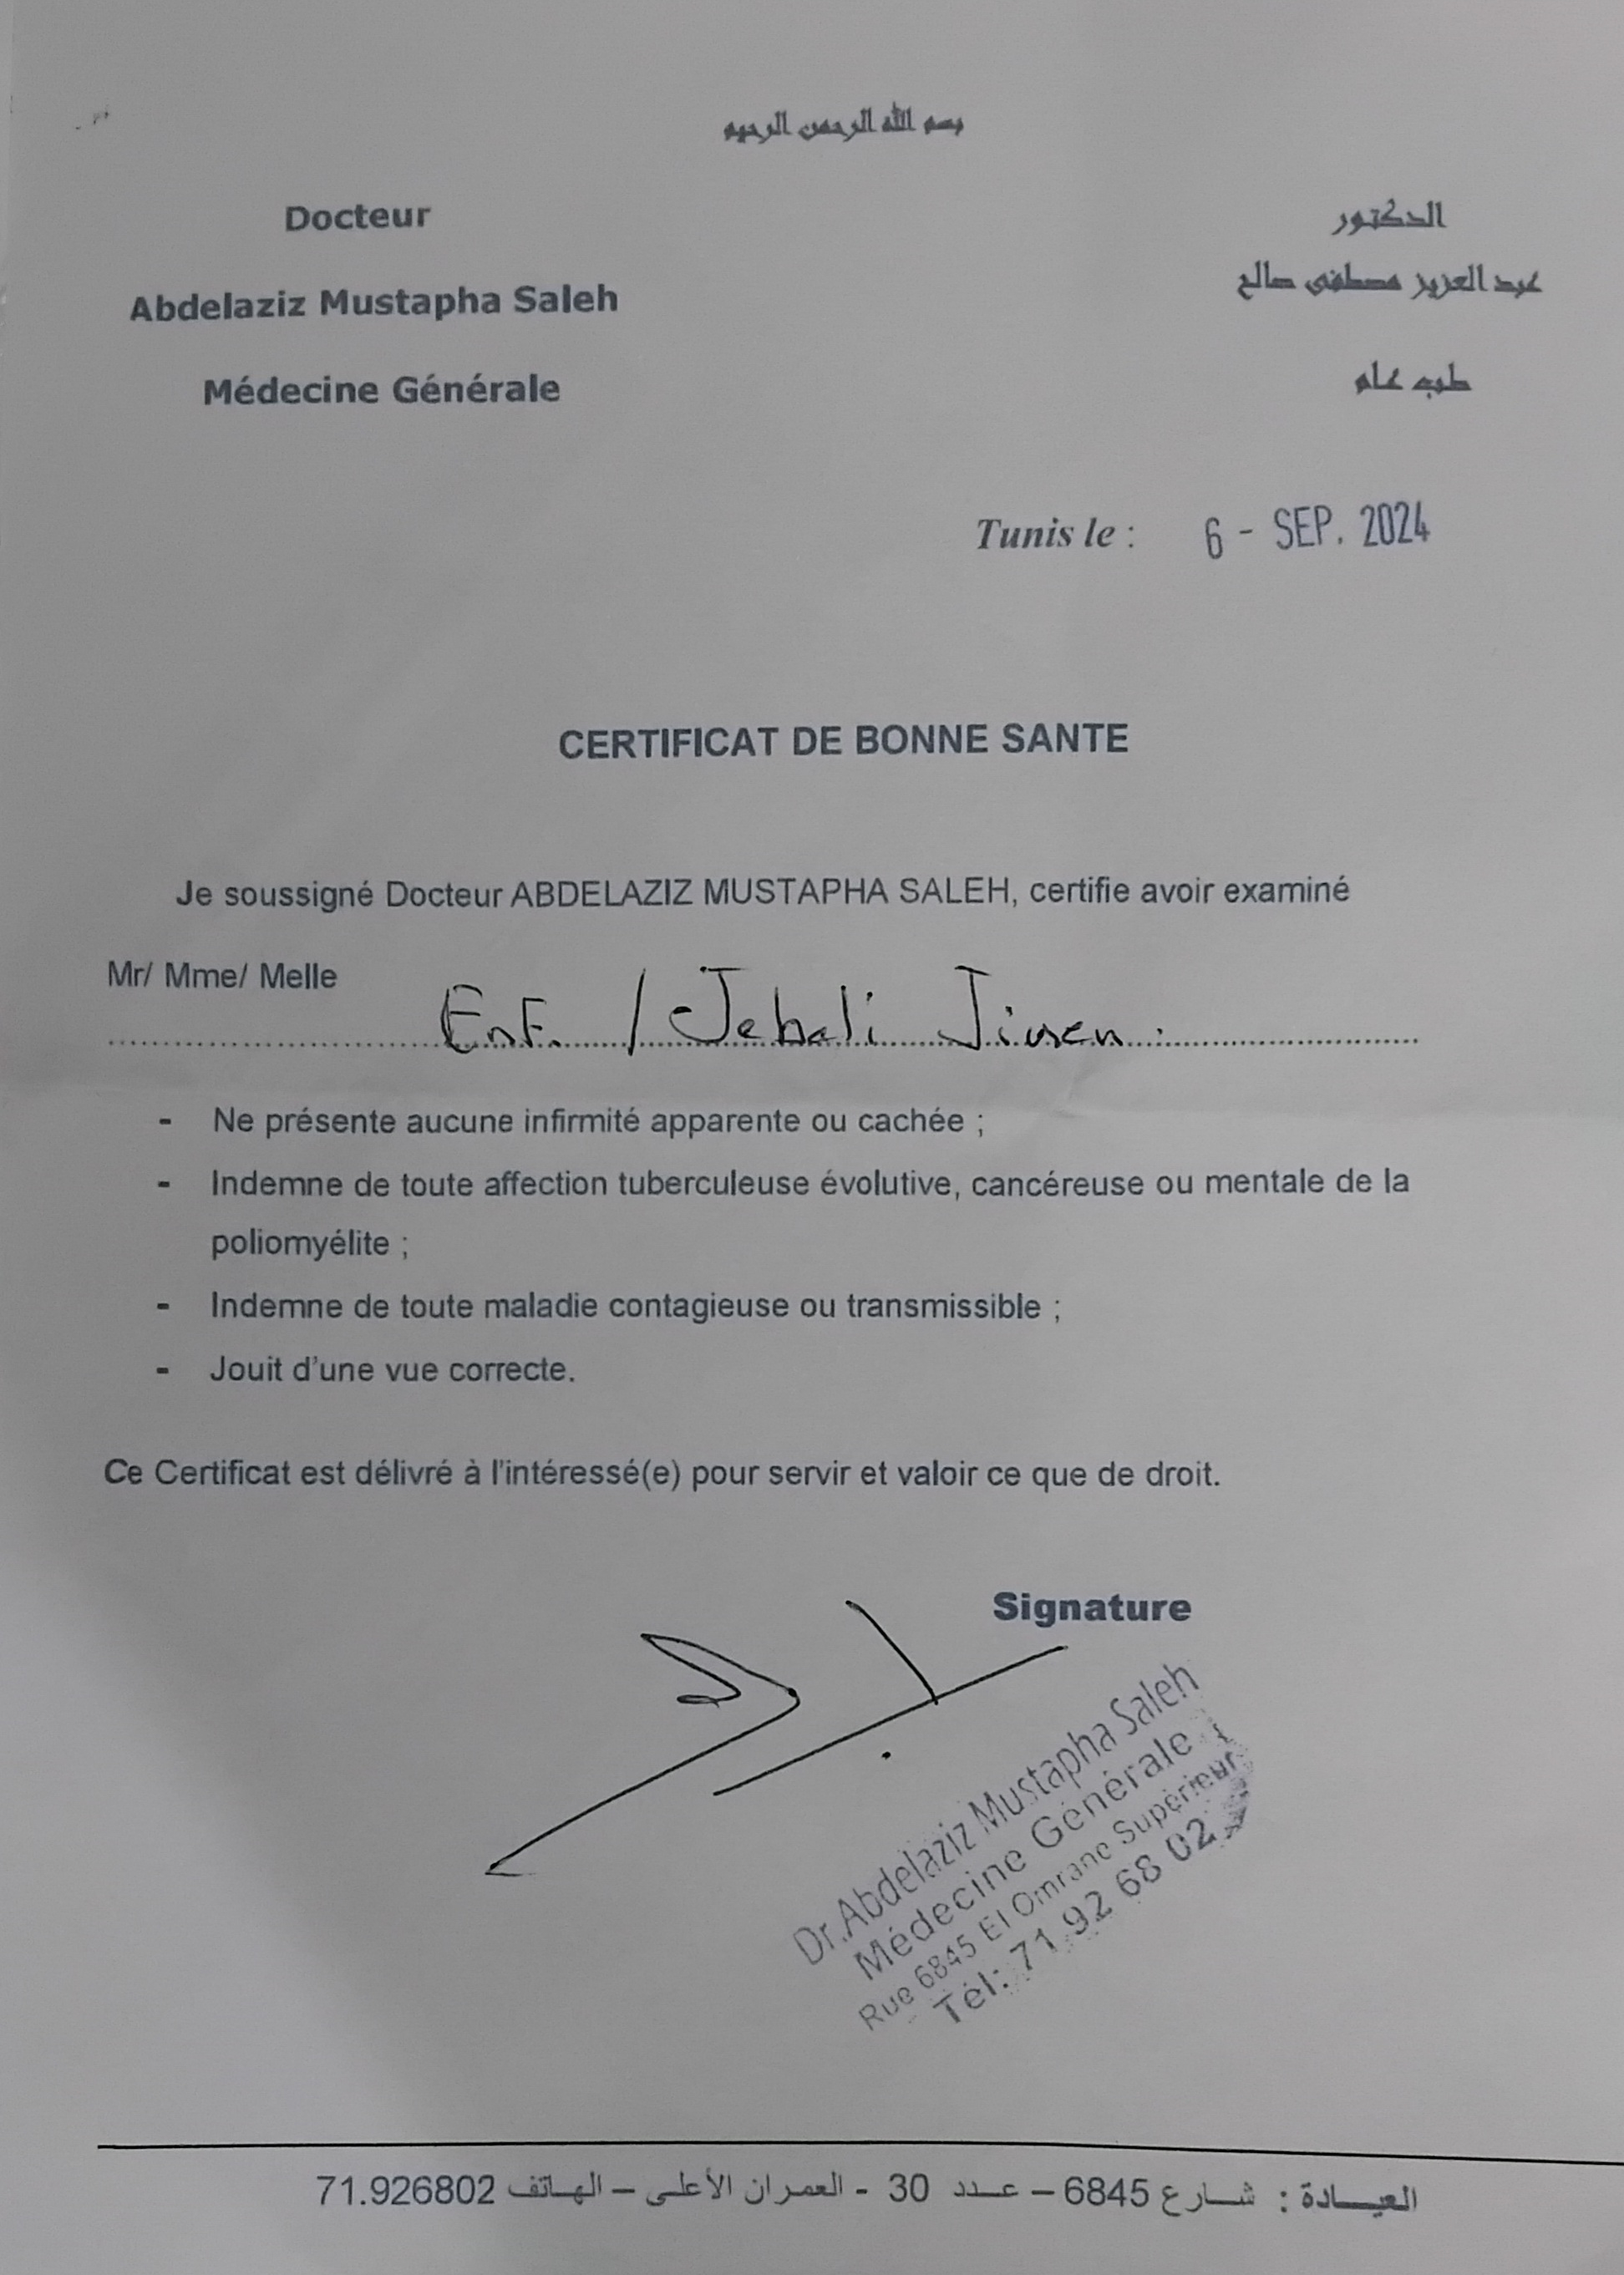 بسم الله الرحمن الرحيم
Docteur
Abdelaziz Mustapha Saleh
Médecine Générale
الدكتور
عبد العزيز مصطفى صالح
طب عام
Tunis le : 6 - SEP. 2024
CERTIFICAT DE BONNE SANTE
Je soussigné Docteur ABDELAZIZ MUSTAPHA SALEH, certifie avoir examiné
Mr/ Mme/ Melle
Enf. / Jebali
- Ne présente aucune infirmité apparente ou cachée ;
- Indemne de toute affection tuberculeuse évolutive, cancéreuse ou mentale de la
poliomyélite ;
- Indemne de toute maladie contagieuse ou transmissible ;
- Jouit d'une vue correcte.
Ce Certificat est délivré à l'intéressé(e) pour servir et valoir ce que de droit.
Signature
Dr.Abdelaziz Mustapha Saleh
Médecine Générale
Rue 6845 El Omrane Supérieur
Tél: 71 92 68 02
العيادة : شارع 6845 – عدد 30 - العمران الأعلى – الهاتف 71.926802